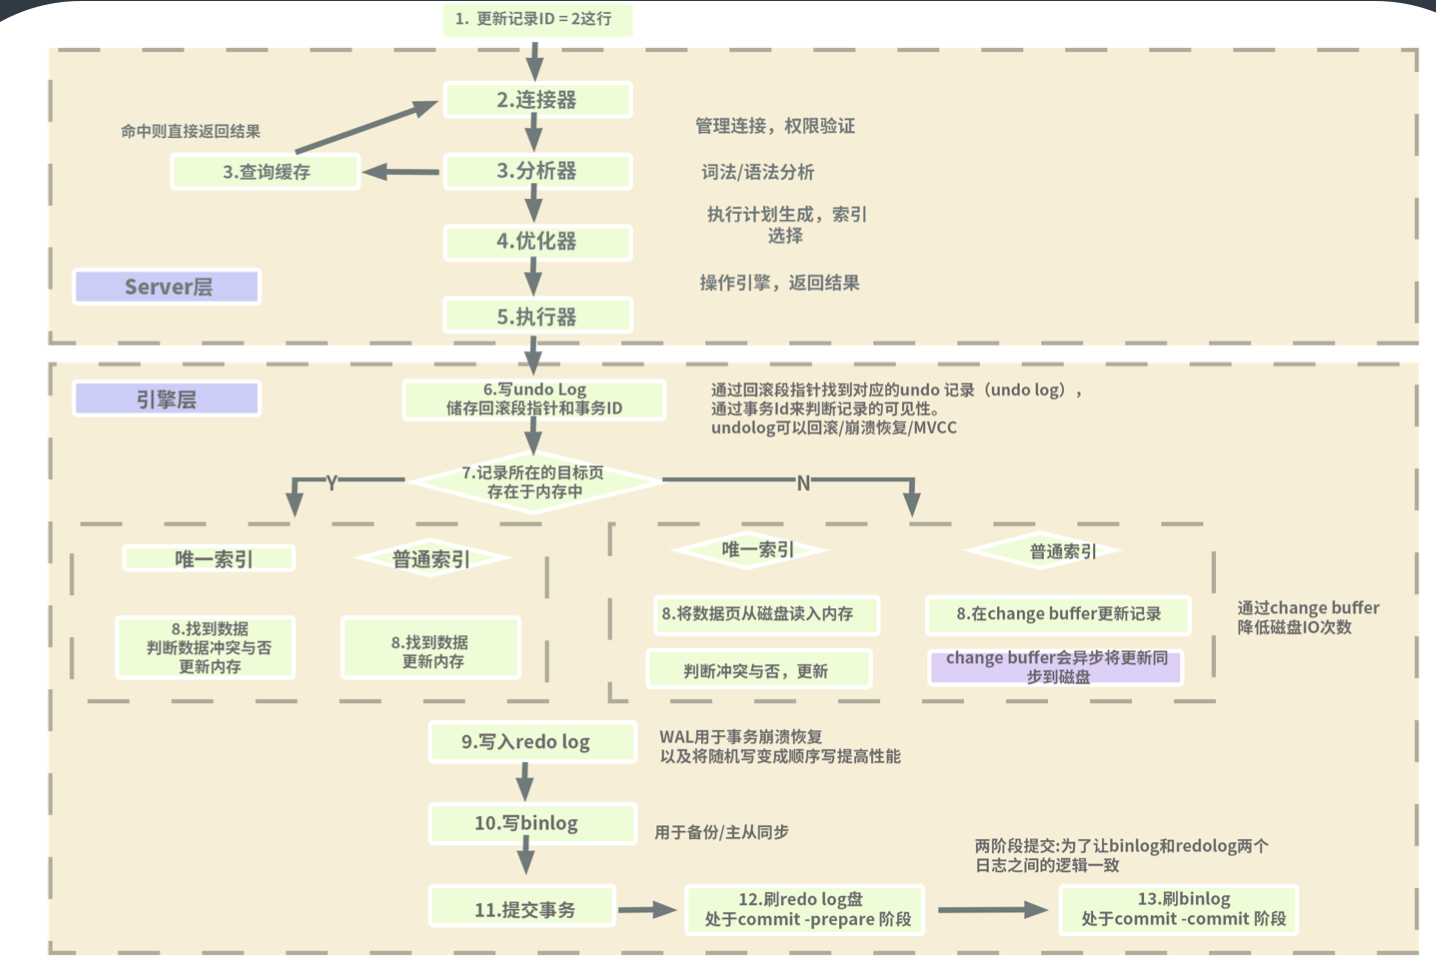 1. 更新记录ID = 2这行
2.连接器
管理连接，权限验证
命中则直接返回结果
3.查询缓存
3.分析器
词法/语法分析
执行计划生成，索引
选择
4.优化器
操作引擎，返回结果
Server层
5.执行器
引擎层
6.写undo Log
储存回滚段指针和事务ID
通过回滚段指针找到对应的undo 记录（undo log），
通过事务Id来判断记录的可见性。
undolog可以回滚/崩溃恢复/MVCC
7.记录所在的目标页
存在于内存中
Y
N
唯一索引
普通索引
唯一索引
普通索引
8.找到数据
判断数据冲突与否
更新内存
8.找到数据
更新内存
8.将数据页从磁盘读入内存
判断冲突与否，更新
8.在change buffer更新记录
change buffer会异步将更新同
步到磁盘
通过change buffer
降低磁盘IO次数
9.写入redo log
WAL用于事务崩溃恢复
以及将随机写变成顺序写提高性能
10.写binlog
用于备份/主从同步
两阶段提交:为了让binlog和redolog两个
日志之间的逻辑一致
11.提交事务
12.刷redo log盘
处于commit -prepare 阶段
13.刷binlog
处于commit -commit 阶段